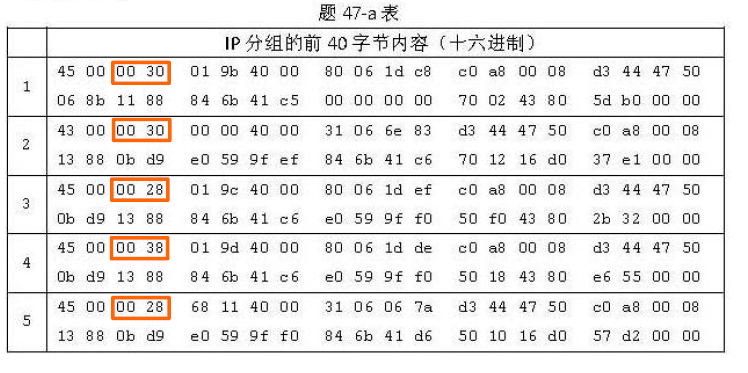 题 47-a 表
IP 分组的前 40 字节内容（十六进制）
1
45 00 00 30 01 9b 40 00 80 06 1d c8 c0 a8 00 08 d3 44 47 50
06 8b 11 88 84 6b 41 c5 00 00 00 00 70 02 43 80 5d b0 00 00
2
43 00 00 30 00 00 40 00 31 06 6e 83 d3 44 47 50 c0 a8 00 08
13 88 0b d9 e0 59 9f ef 84 6b 41 c6 70 12 16 d0 37 e1 00 00
3
45 00 00 28 01 9c 40 00 80 06 1d ef c0 a8 00 08 d3 44 47 50
0b d9 13 88 84 6b 41 c6 e0 59 9f f0 50 f0 43 80 2b 32 00 00
4
45 00 00 38 01 9d 40 00 80 06 1d de c0 a8 00 08 d3 44 47 50
0b d9 13 88 84 6b 41 c6 e0 59 9f f0 50 18 43 80 e6 55 00 00
5
45 00 00 28 68 11 40 00 31 06 06 7a d3 44 47 50 c0 a8 00 08
13 88 0b d9 e0 59 9f f0 84 6b 41 d6 50 10 16 d0 57 d2 00 00